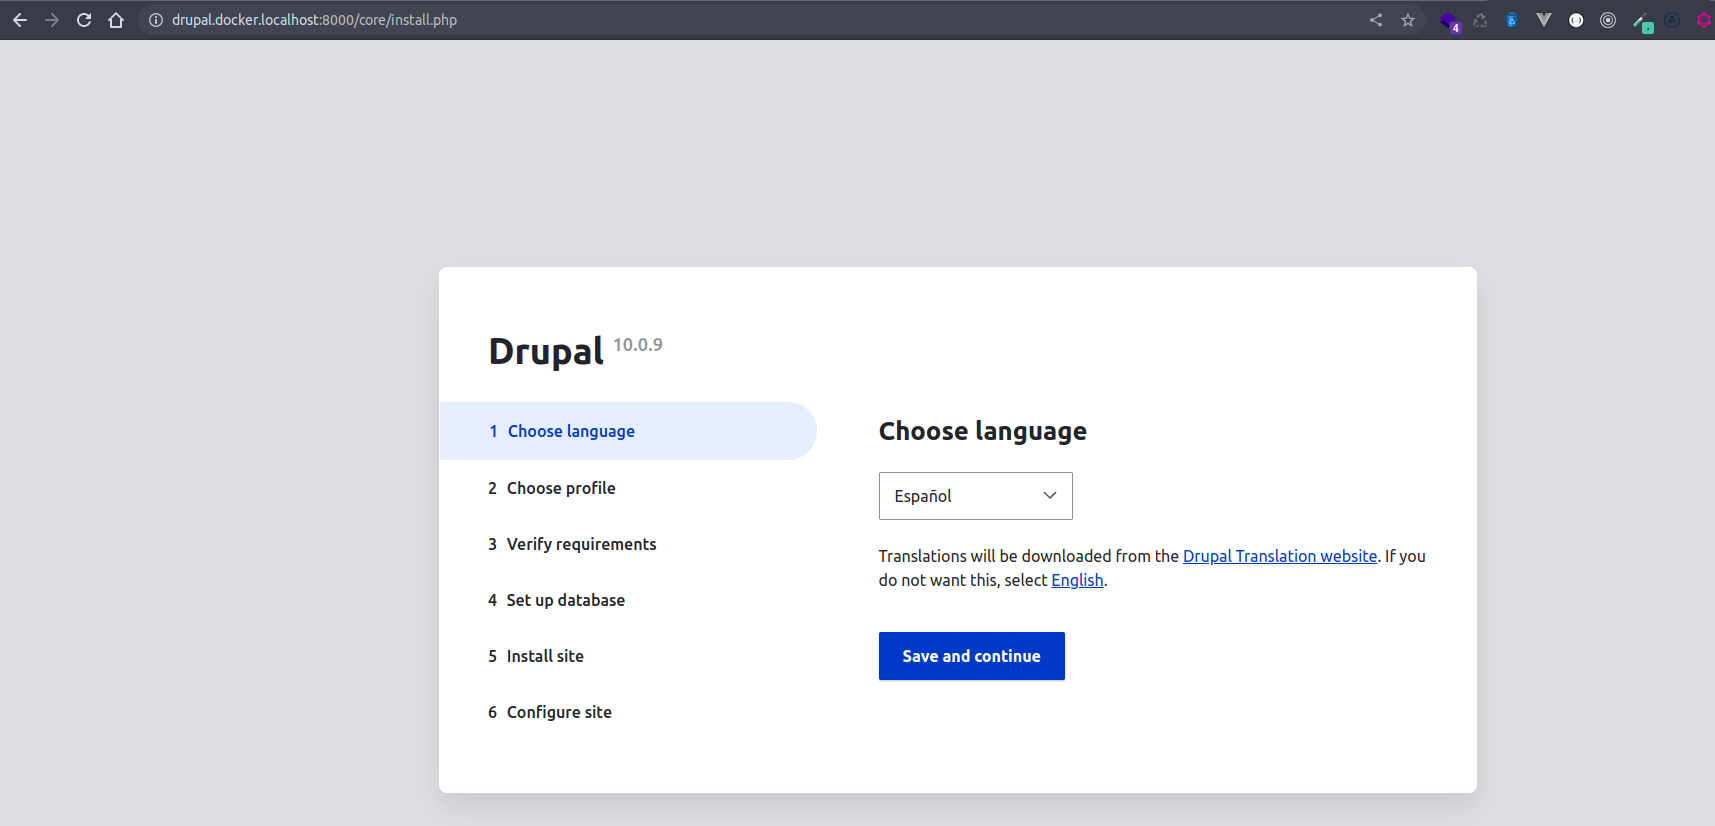 drupal.docker.localhost:8000/core/install.php
4
Drupal 10.0.9
1 Choose language
2 Choose profile
3 Verify requirements
4 Set up database
5 Install site
6 Configure site
Choose language
Español
Translations will be downloaded from the Drupal Translation website. If you
do not want this, select English.
Save and continue